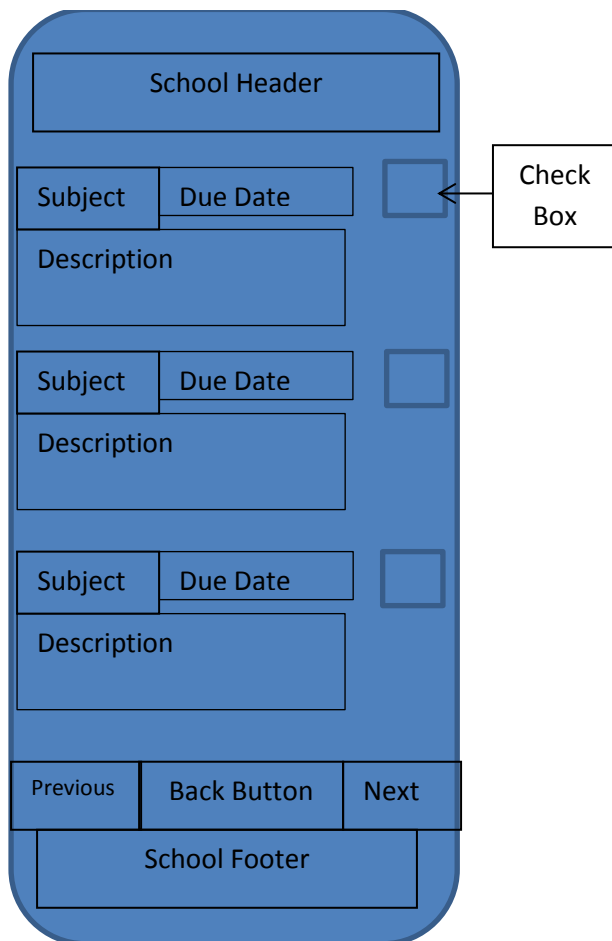 School Header
Subject Due Date
Check
Box
Description
Subject Due Date
Description
Subject Due Date
Description
Previous Back Button Next
School Footer